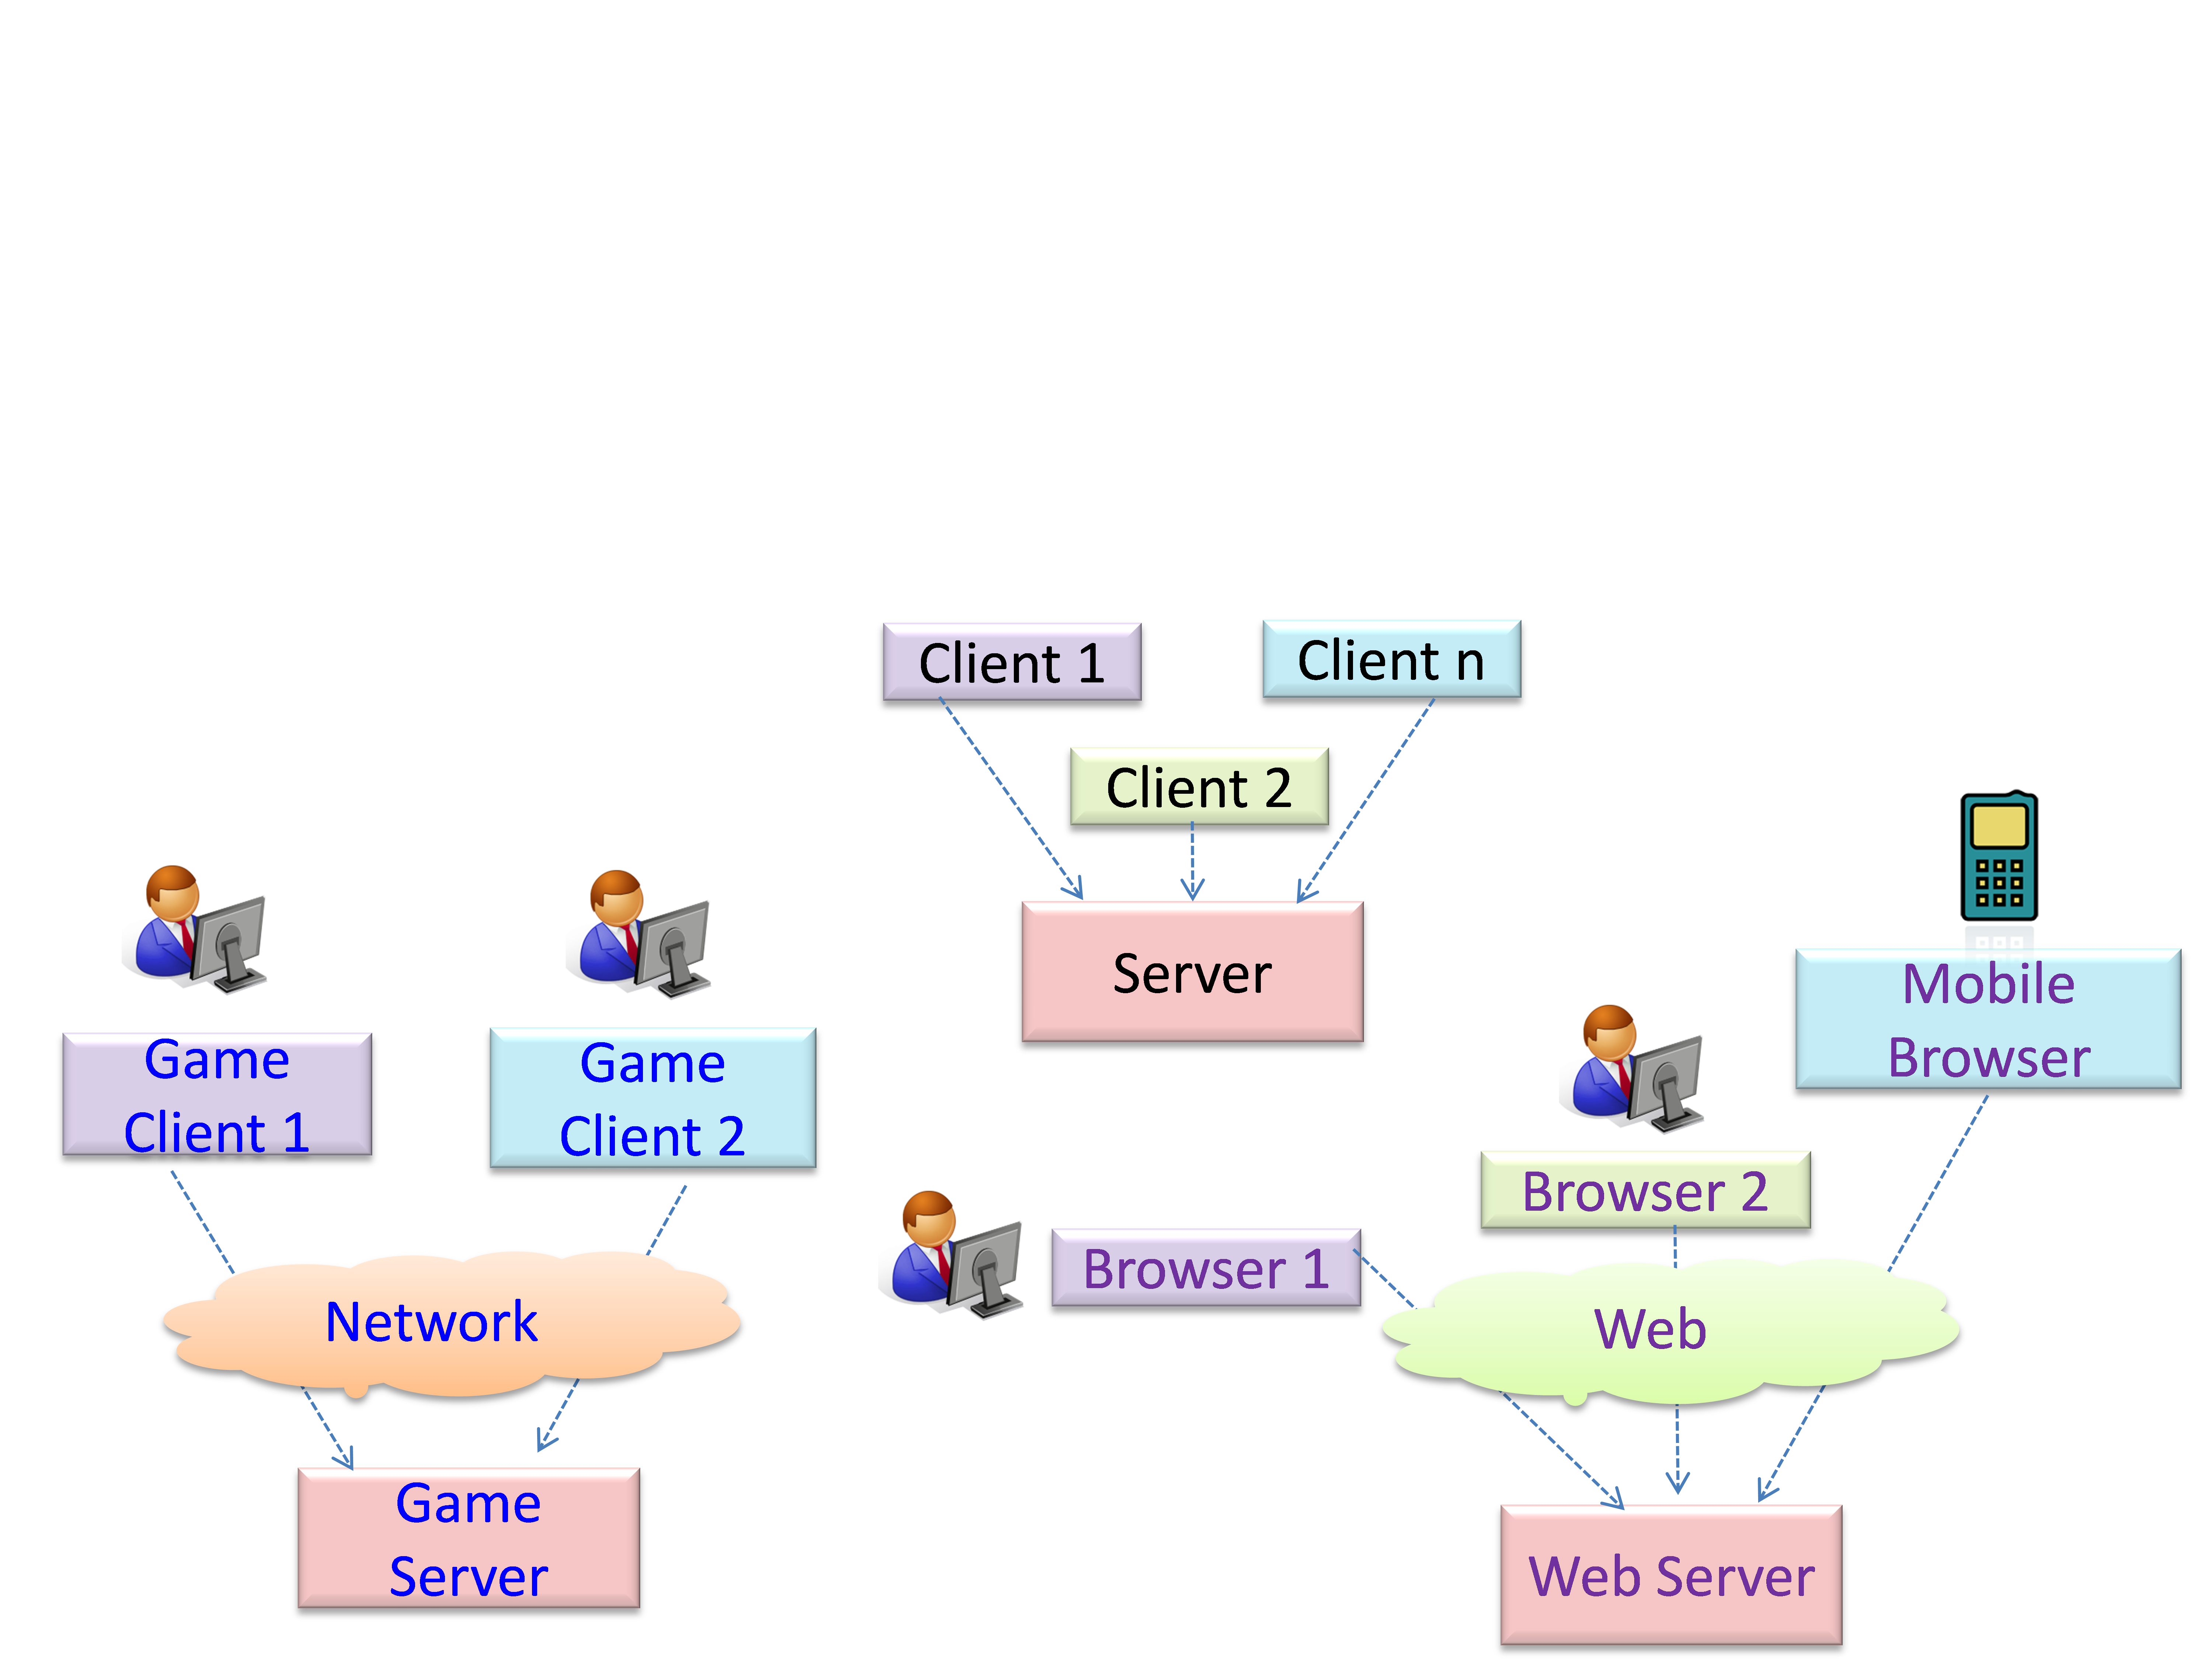 Client 1
Client n
Client 2
Server
Game
Client 1
Game
Client 2
Network
Game
Server
Mobile
Browser
Browser 2
Browser 1
Web
Web Server